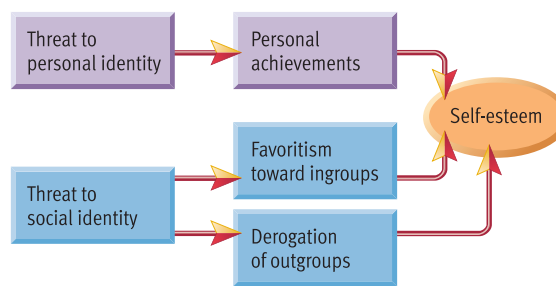 Threat to
personal identity
Personal
achievements
Self-esteem
Threat to
social identity
Favoritism
toward ingroups
Derogation
of outgroups